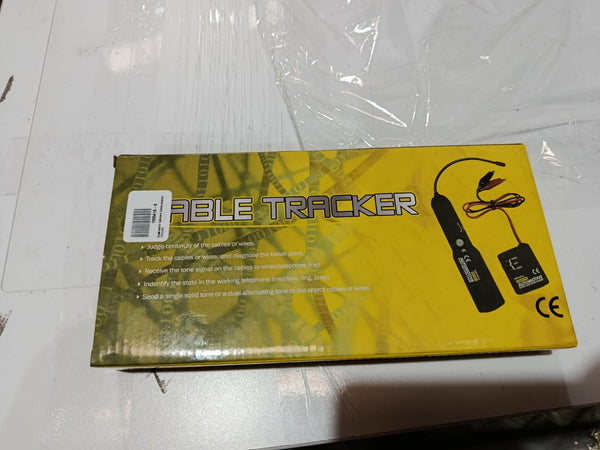 ABLE TRACKER
Judge continuity of the cables or wires.
Track the cables or wires, and diagnose the break point.
Receive the tone signal on the cables or wires(telephone line)
Indentify the state in the working telephone line(clear, ring, busy)
Send a single solid tone or a dual alternating tone to the object cables or wires.
CE
CE
AUTOMOTIVE